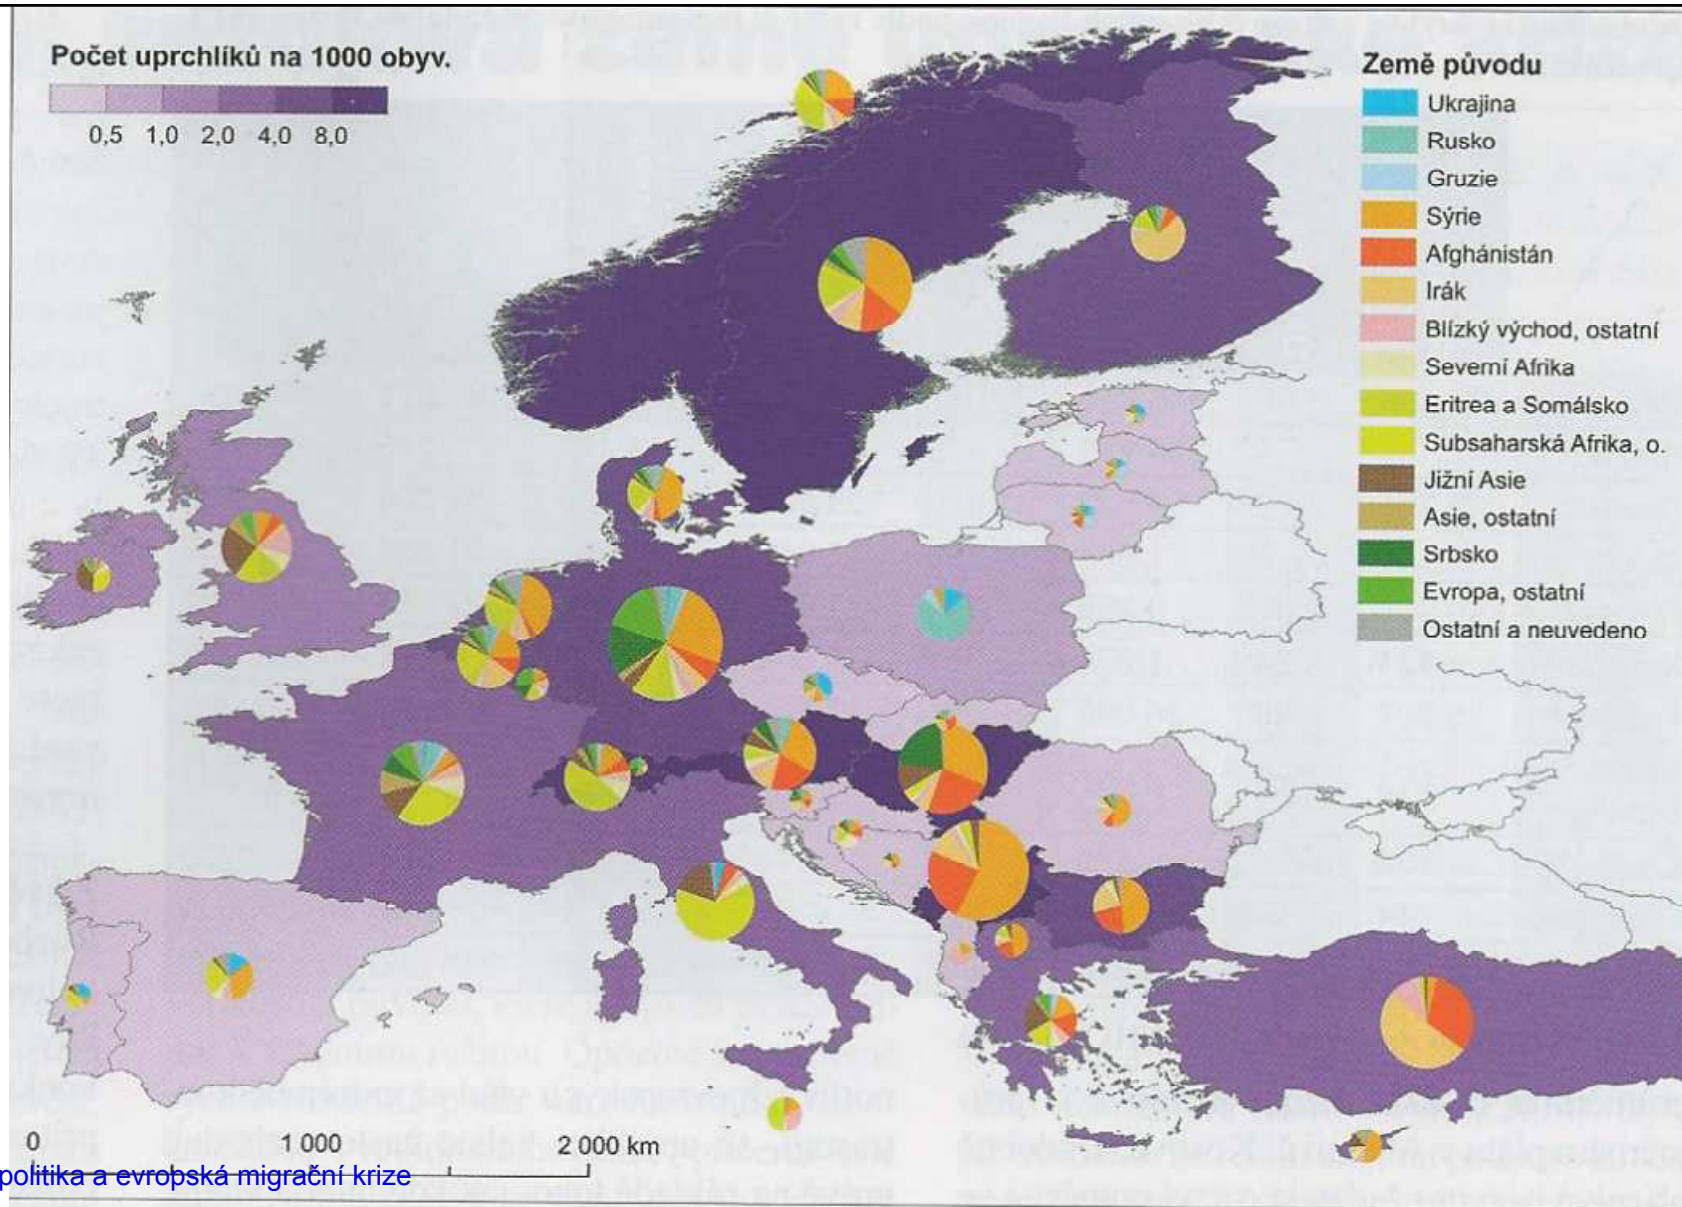 Počet uprchlíků na 1000 obyv.
0,5 1,0 2,0 4,0 8,0
Země původu
Ukrajina
Rusko
Gruzie
Sýrie
Afghánistán
Irák
Blízký východ, ostatní
Severní Afrika
Eritrea a Somálsko
Subsaharská Afrika, o.
Jižní Asie
Asie, ostatní
Srbsko
Evropa, ostatní
Ostatní a neuvedeno
0 1 000 2 000 km
politika a evropská migrační krize